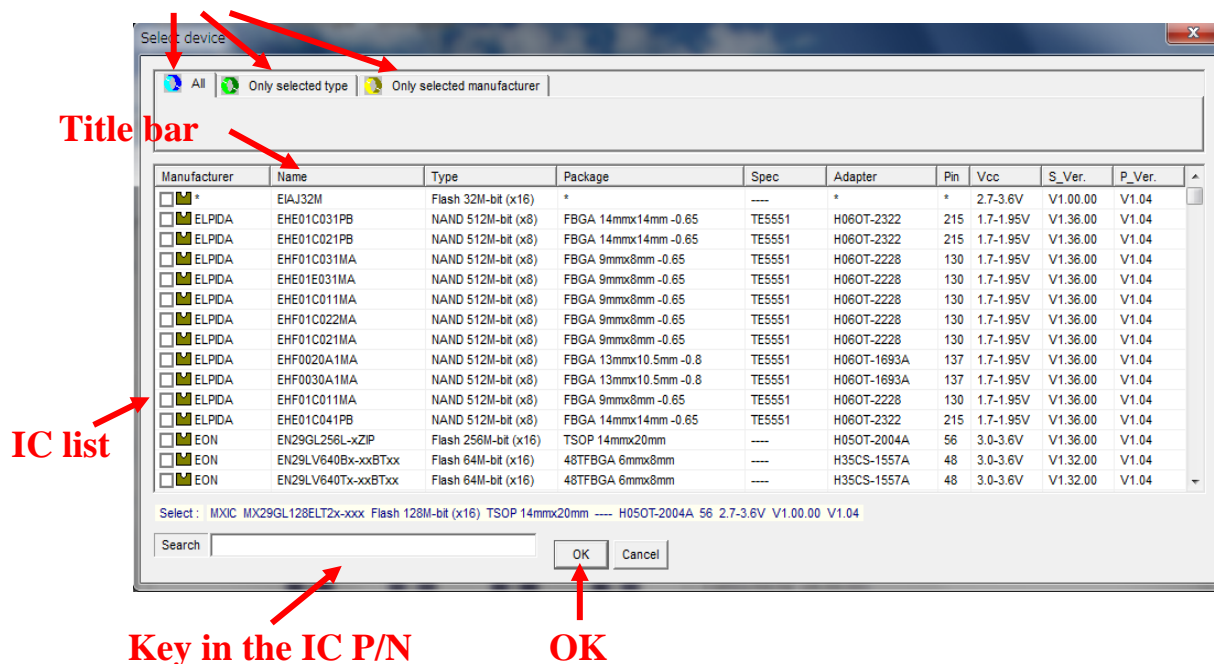 Select device
x
All Only selected type Only selected manufacturer
Title bar
Manufacturer Name Type Package Spec Adapter Pin Vcc S_Ver. P_Ver.
* EIAJ32M Flash 32M-bit (x16) * ---- * * 2.7-3.6V V1.00.00 V1.04
ELPIDA EHE01C031PB NAND 512M-bit (x8) FBGA 14mmx14mm -0.65 TE5551 H06OT-2322 215 1.7-1.95V V1.36.00 V1.04
ELPIDA EHE01C021PB NAND 512M-bit (x8) FBGA 14mmx14mm -0.65 TE5551 H06OT-2322 215 1.7-1.95V V1.36.00 V1.04
ELPIDA EHF01C031MA NAND 512M-bit (x8) FBGA 9mmx8mm -0.65 TE5551 H06OT-2228 130 1.7-1.95V V1.36.00 V1.04
ELPIDA EHE01E031MA NAND 512M-bit (x8) FBGA 9mmx8mm -0.65 TE5551 H06OT-2228 130 1.7-1.95V V1.36.00 V1.04
ELPIDA EHE01C011MA NAND 512M-bit (x8) FBGA 9mmx8mm -0.65 TE5551 H06OT-2228 130 1.7-1.95V V1.36.00 V1.04
ELPIDA EHF01C022MA NAND 512M-bit (x8) FBGA 9mmx8mm -0.65 TE5551 H06OT-2228 130 1.7-1.95V V1.36.00 V1.04
ELPIDA EHF01C021MA NAND 512M-bit (x8) FBGA 9mmx8mm -0.65 TE5551 H06OT-2228 130 1.7-1.95V V1.36.00 V1.04
ELPIDA EHF0020A1MA NAND 512M-bit (x8) FBGA 13mmx10.5mm -0.8 TE5551 H06OT-1693A 137 1.7-1.95V V1.36.00 V1.04
ELPIDA EHF0030A1MA NAND 512M-bit (x8) FBGA 13mmx10.5mm -0.8 TE5551 H06OT-1693A 137 1.7-1.95V V1.36.00 V1.04
ELPIDA EHF01C011MA NAND 512M-bit (x8) FBGA 9mmx8mm -0.65 TE5551 H06OT-2228 130 1.7-1.95V V1.36.00 V1.04
ELPIDA EHE01C041PB NAND 512M-bit (x8) FBGA 14mmx14mm -0.65 TE5551 H06OT-2322 215 1.7-1.95V V1.36.00 V1.04
IC list
EON EN29GL256L-xZIP Flash 256M-bit (x16) TSOP 14mmx20mm ---- H05OT-2004A 56 3.0-3.6V V1.36.00 V1.04
EON EN29LV640Bx-xxBTxx Flash 64M-bit (x16) 48TFBGA 6mmx8mm ---- H35CS-1557A 48 3.0-3.6V V1.32.00 V1.04
EON EN29LV640Tx-xxBTxx Flash 64M-bit (x16) 48TFBGA 6mmx8mm ---- H35CS-1557A 48 3.0-3.6V V1.32.00 V1.04
Select : MXIC MX29GL128ELT2x-xxx Flash 128M-bit (x16) TSOP 14mmx20mm ---- H05OT-2004A 56 2.7-3.6V V1.00.00 V1.04
Search OK Cancel
Key in the IC P/N OK